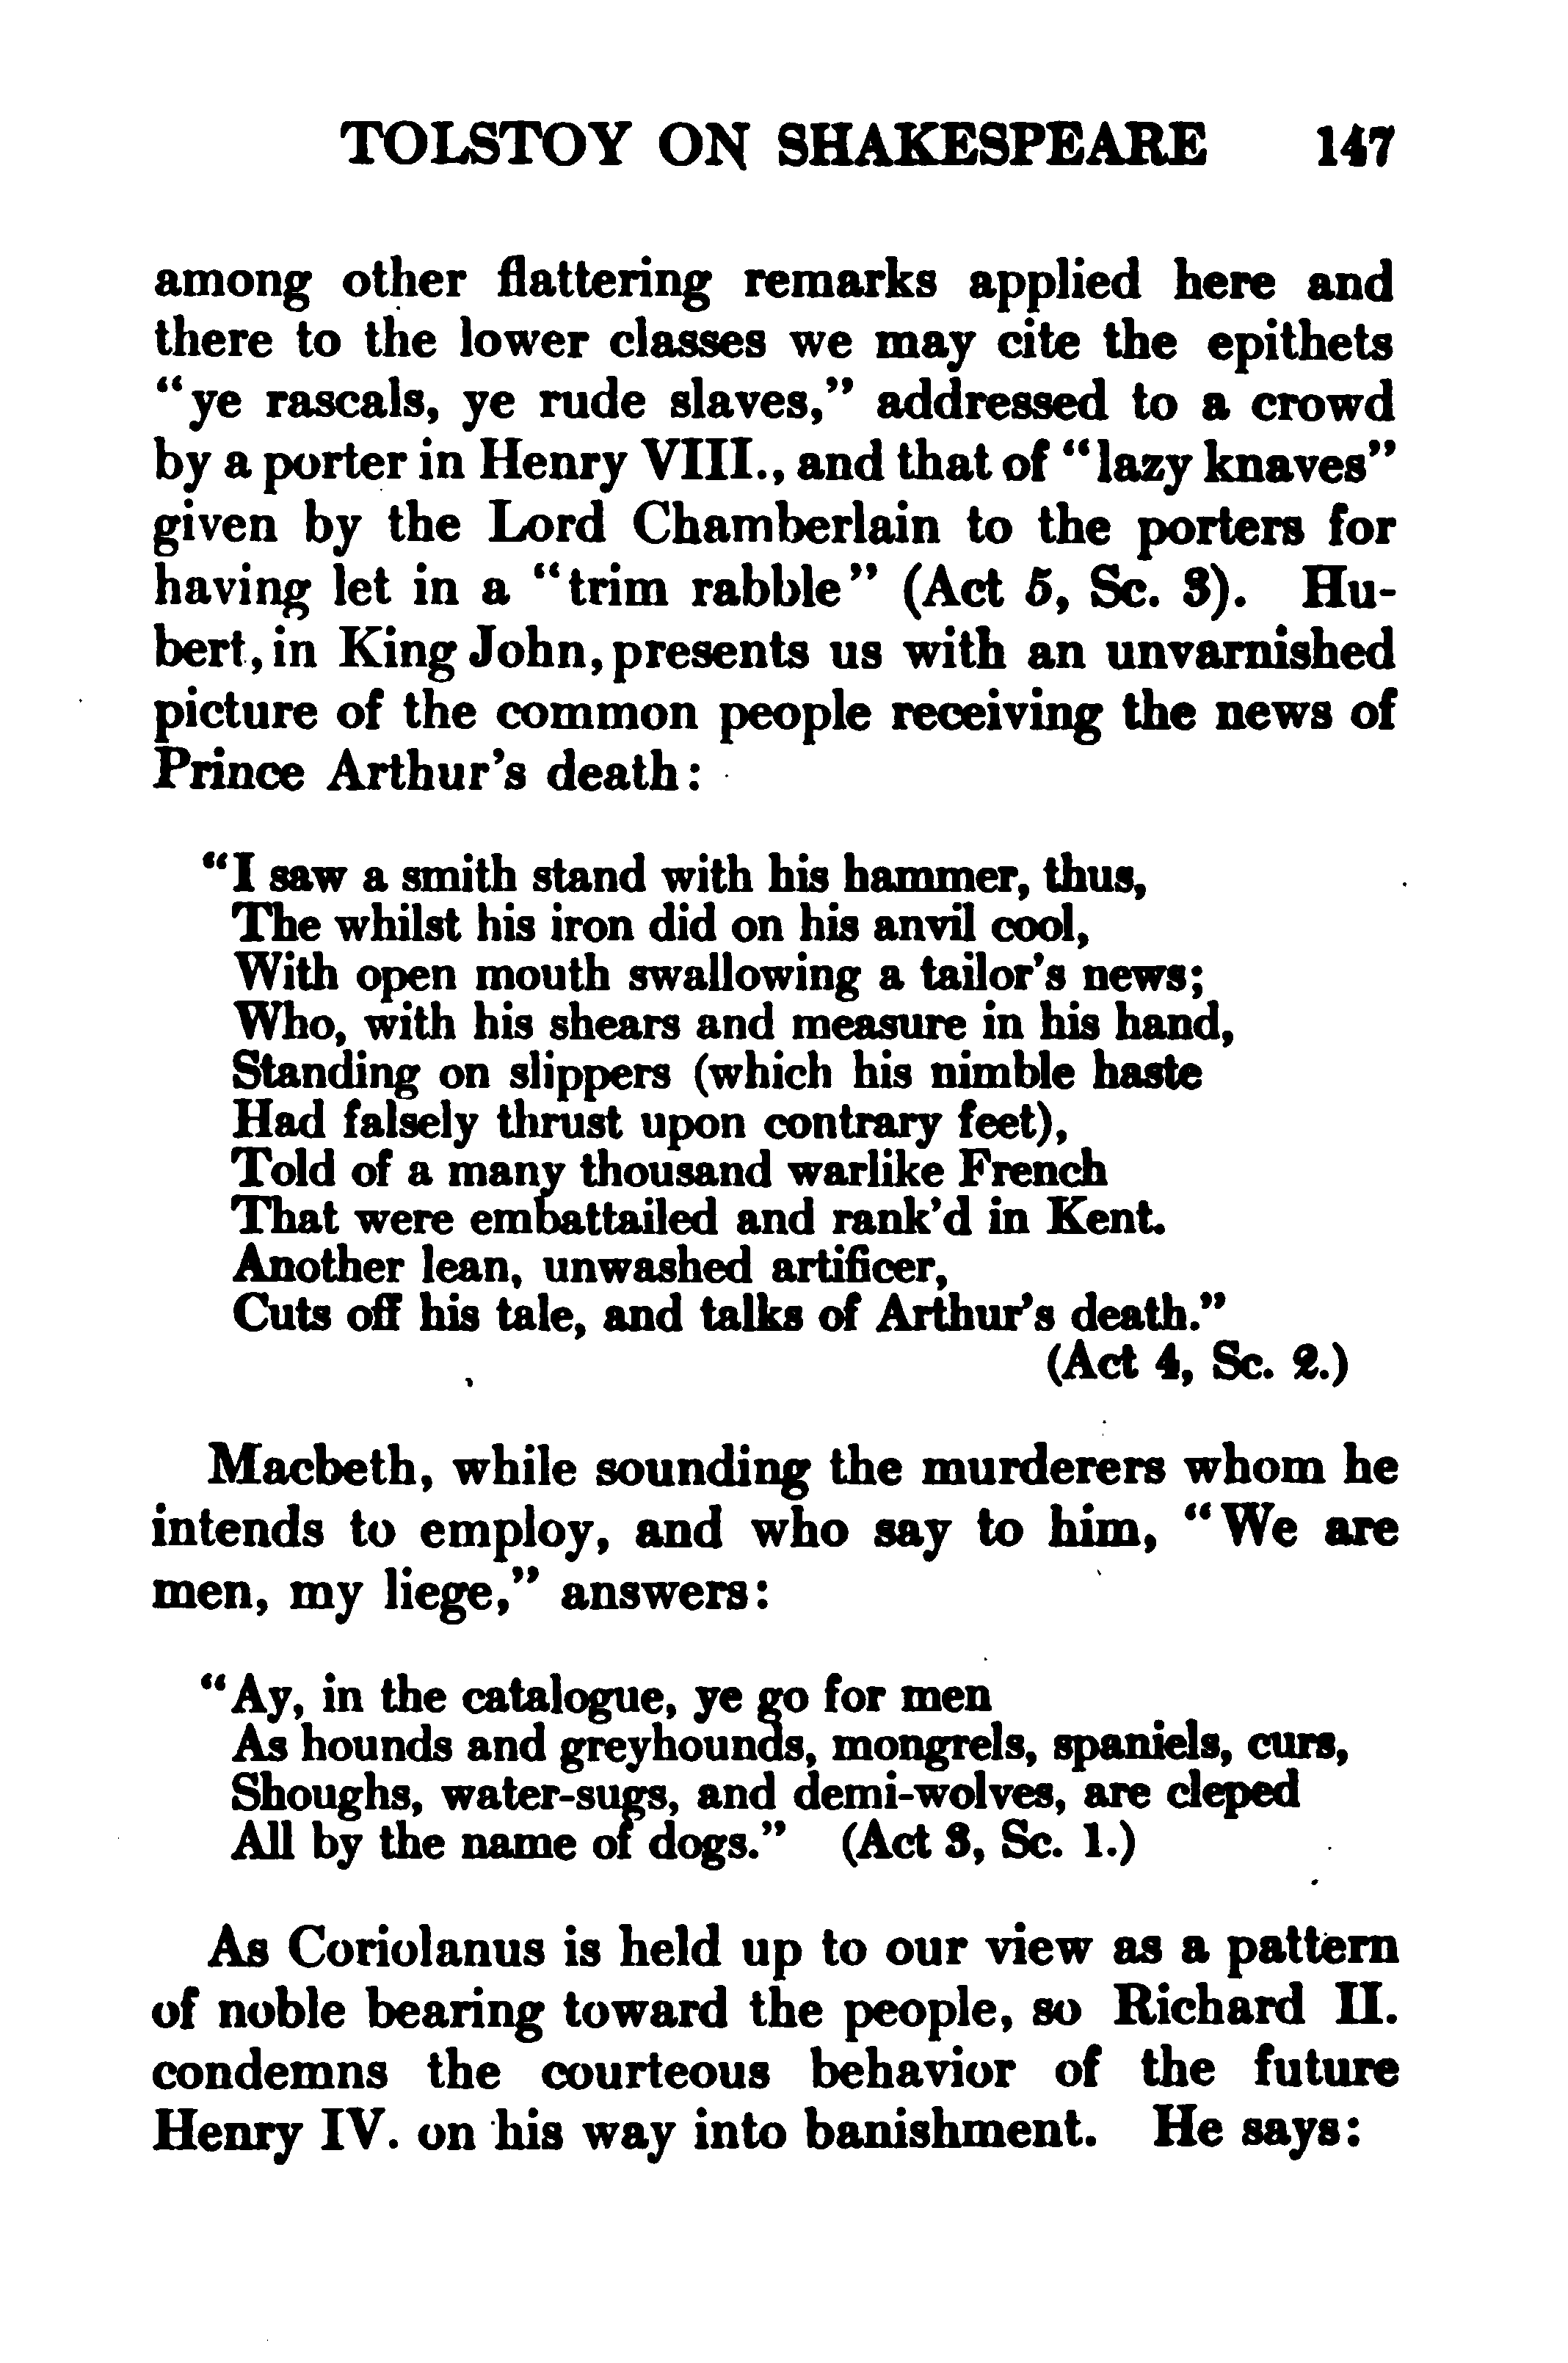 TOLSTOY ON SHAKESPEARE 147
among other flattering remarks applied here and
there to the lower classes we may cite the epithets
"ye rascals, ye rude slaves," addressed to a crowd
by a porter in Henry VIII., and that of "lazy knaves"
given by the Lord Chamberlain to the porters for
having let in a "trim rabble" (Act 5, Sc. 3). Hu-
bert, in King John, presents us with an unvarnished
picture of the common people receiving the news of
Prince Arthur's death:
"I saw a smith stand with his hammer, thus,
The whilst his iron did on his anvil cool,
With open mouth swallowing a tailor's news;
Who, with his shears and measure in his hand,
Standing on slippers (which his nimble haste
Had falsely thrust upon contrary feet),
Told of a many thousand warlike French
That were embattailed and rank'd in Kent.
Another lean, unwashed artificer,
Cuts off his tale, and talks of Arthur's death."
(Act 4, Sc. 2.)
Macbeth, while sounding the murderers whom he
intends to employ, and who say to him, "We are
men, my liege," answers:
"Ay, in the catalogue, ye go for men
As hounds and greyhounds, mongrels, spaniels, curs,
Shoughs, water-sugs, and demi-wolves, are cleped
All by the name of dogs." (Act 3, Sc. 1.)
As Coriolanus is held up to our view as a pattern
of noble bearing toward the people, so Richard II.
condemns the courteous behavior of the future
Henry IV. on his way into banishment. He says: